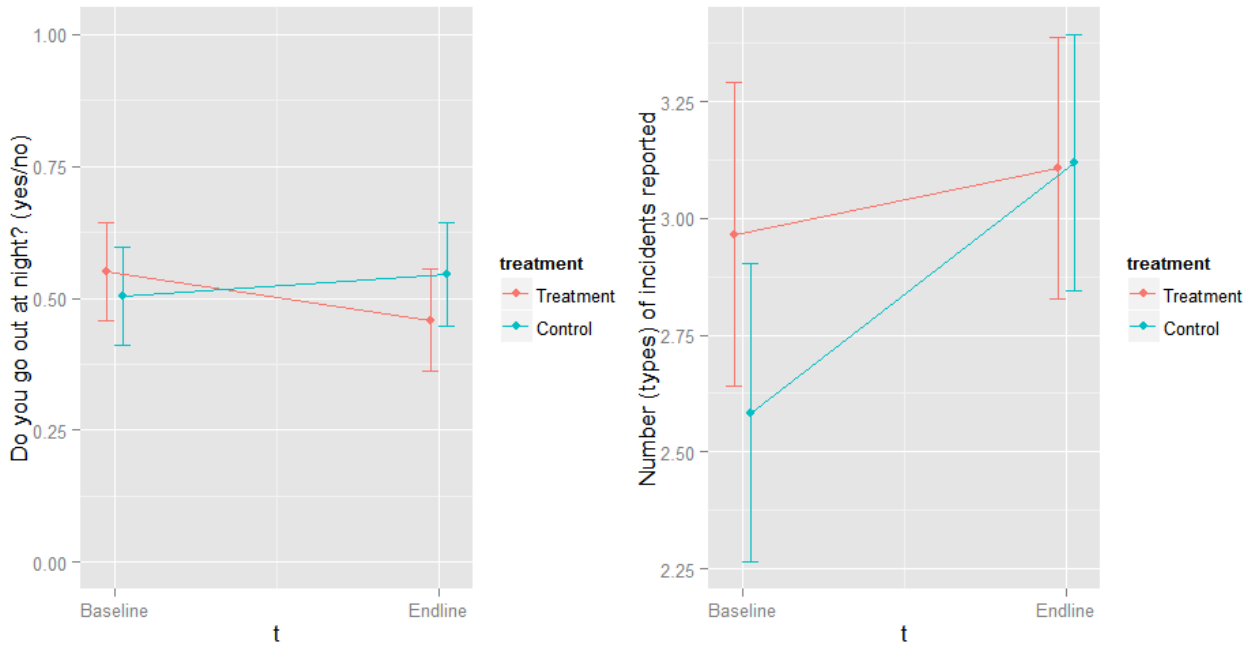 Do you go out at night? (yes/no)
1.00
0.75
0.50
0.25
0.00
Baseline
Endline
t
treatment
Treatment
Control
Number (types) of incidents reported
3.25
3.00
2.75
2.50
2.25
Baseline
Endline
t
treatment
Treatment
Control